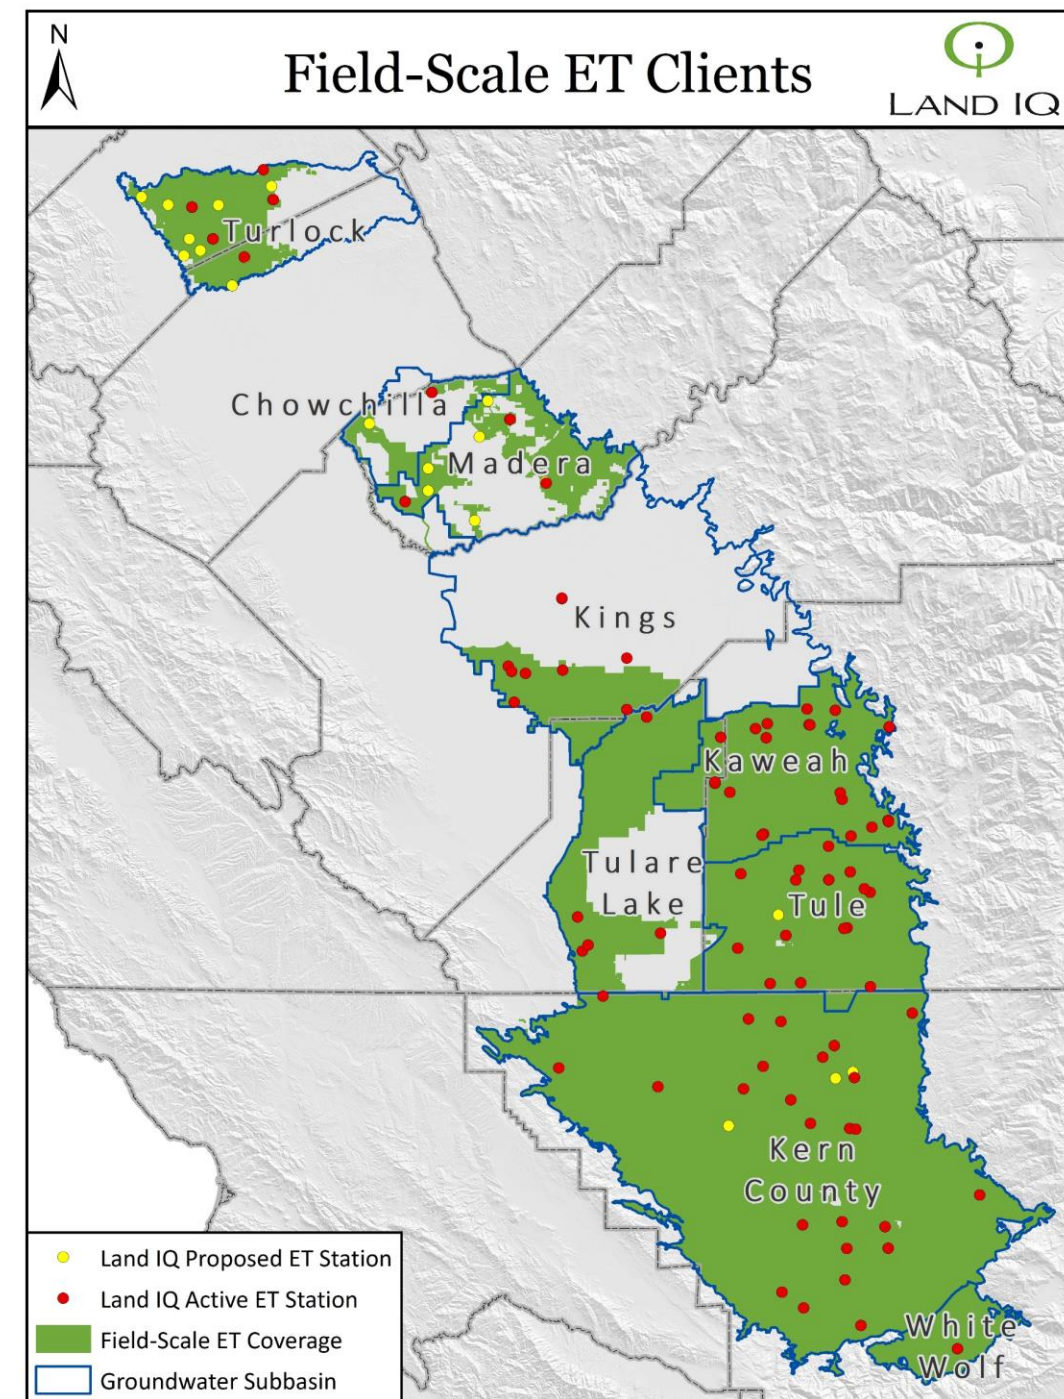 N
Field-Scale ET Clients
LAND IQ
Turlock
Chowchilla
Madera
Kings
Kaweah
Tulare
Lake
Tule
Kern
County
White
Wolf
Land IQ Proposed ET Station
Land IQ Active ET Station
Field-Scale ET Coverage
Groundwater Subbasin